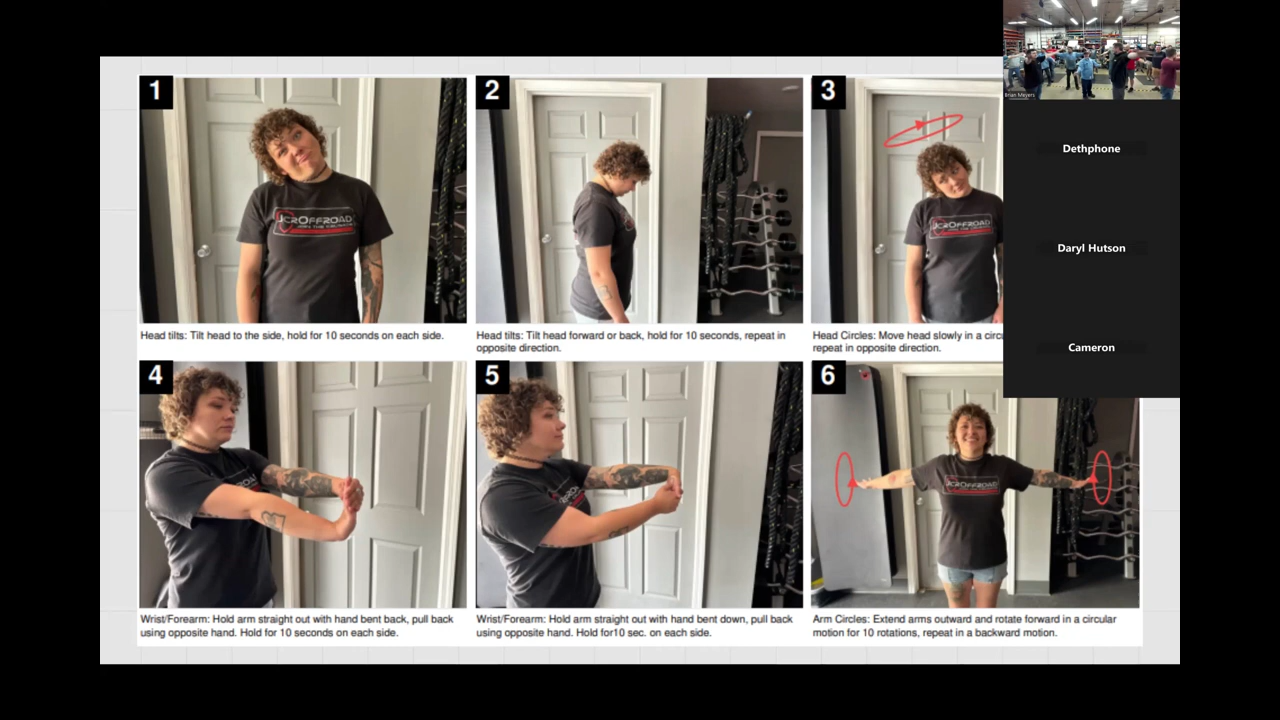 1
2
3
JCROFFROAD
JCROFFROAD
Brian Meyers
Dethphone
Daryl Hutson
Cameron
Head tilts: Tilt head to the side, hold for 10 seconds on each side.
Head tilts: Tilt head forward or back, hold for 10 seconds, repeat in
opposite direction.
Head Circles: Move head slowly in a
repeat in opposite direction.
4
5
6
JCROFFROAD
Wrist/Forearm: Hold arm straight out with hand bent back, pull back
using opposite hand. Hold for 10 seconds on each side.
Wrist/Forearm: Hold arm straight out with hand bent down, pull back
using opposite hand. Hold for10 sec. on each side.
Arm Circles: Extend arms outward and rotate forward in a circular
motion for 10 rotations, repeat in a backward motion.